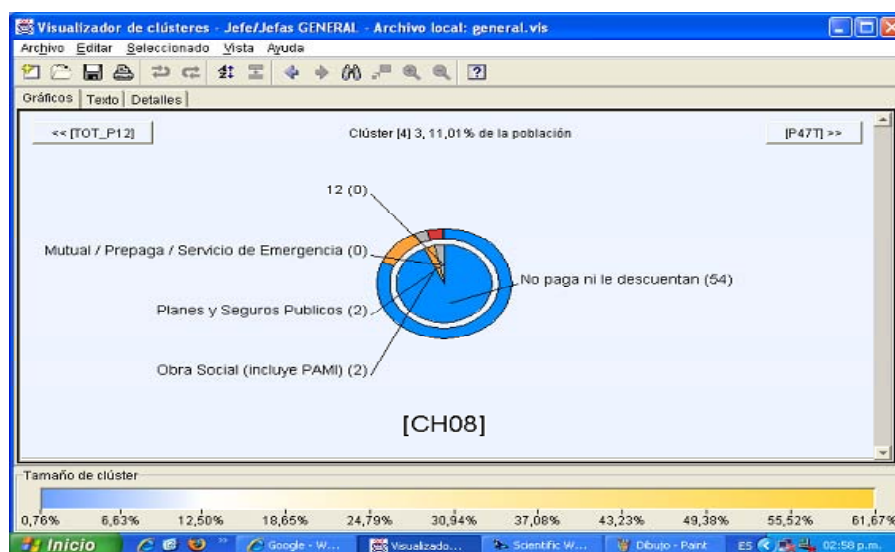 Visualizador de clústeres - Jefe/Jefas GENERAL - Archivo local: general.vis
Archivo Editar Seleccionado Vista Ayuda
Gráficos Texto Detalles
<< [TOT_P12] Clúster [4] 3, 11,01% de la población [P47T] >>
12 (0)
Mutual / Prepaga / Servicio de Emergencia (0)
No paga ni le descuentan (54)
Planes y Seguros Publicos (2)
Obra Social (incluye PAMI) (2)
[CH08]
Tamaño de clúster
0,76% 6,63% 12,50% 18,65% 24,79% 30,94% 37,08% 43,23% 49,38% 55,52% 61,67%
Inicio Google - W... Visualizado... Scientific W... Dibujo - Paint ES 02:58 p.m.